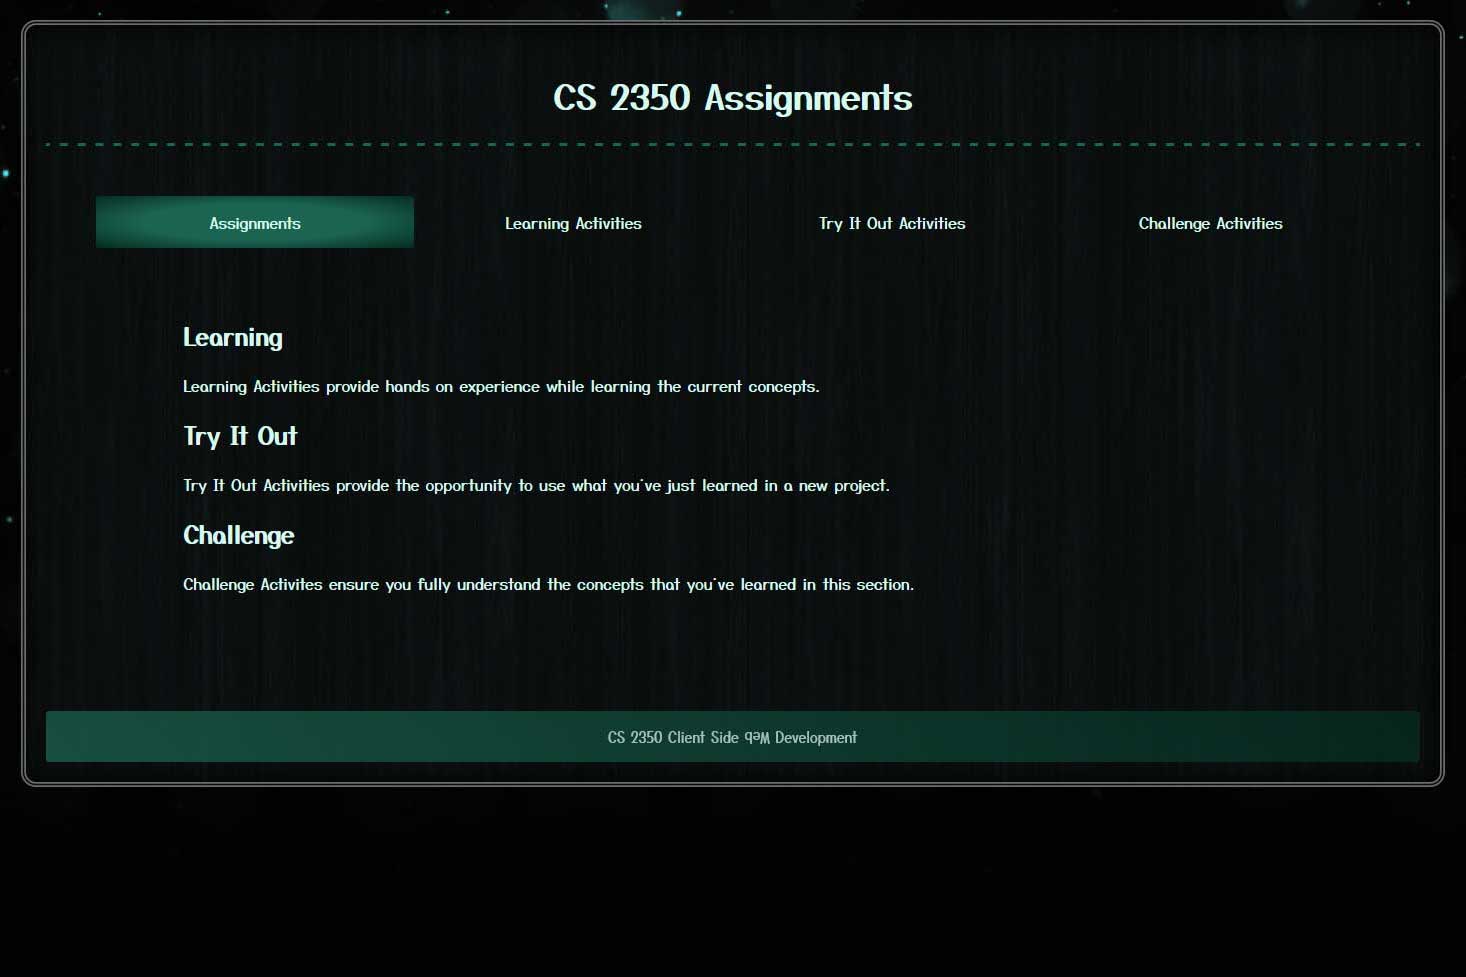 CS 2350 Assignments
Assignments Learning Activities Try It Out Activities Challenge Activities
Learning
Learning Activities provide hands on experience while learning the current concepts.
Try It Out
Try It Out Activities provide the opportunity to use what you've just learned in a new project.
Challenge
Challenge Activites ensure you fully understand the concepts that you've learned in this section.
CS 2350 Client Side Web Development